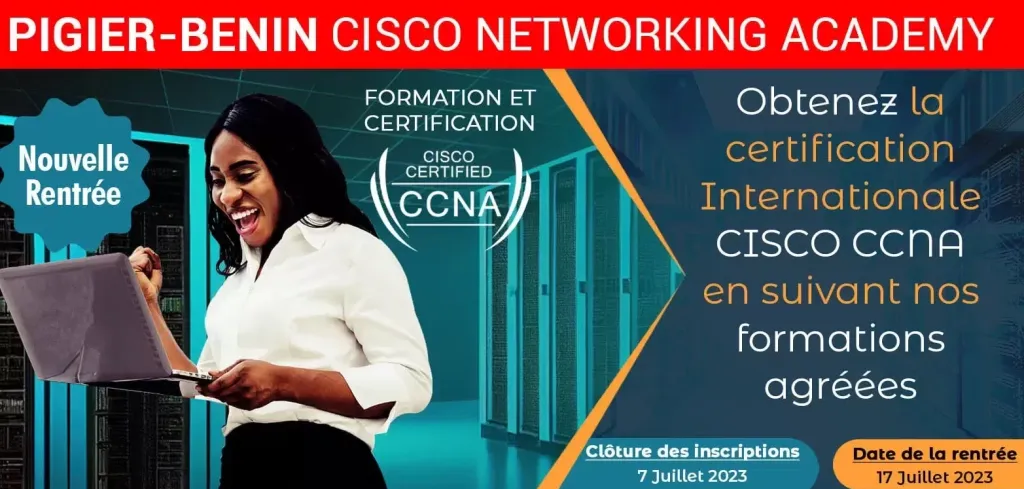 PIGIER-BENIN CISCO NETWORKING ACADEMY
Nouvelle
Rentrée
FORMATION ET
CERTIFICATION
CISCO
CERTIFIED
CCNA
Obtenez la
certification
Internationale
CISCO CCNA
en suivant nos
formations
agréées
Clôture des inscriptions
7 Juillet 2023
Date de la rentrée
17 Juillet 2023